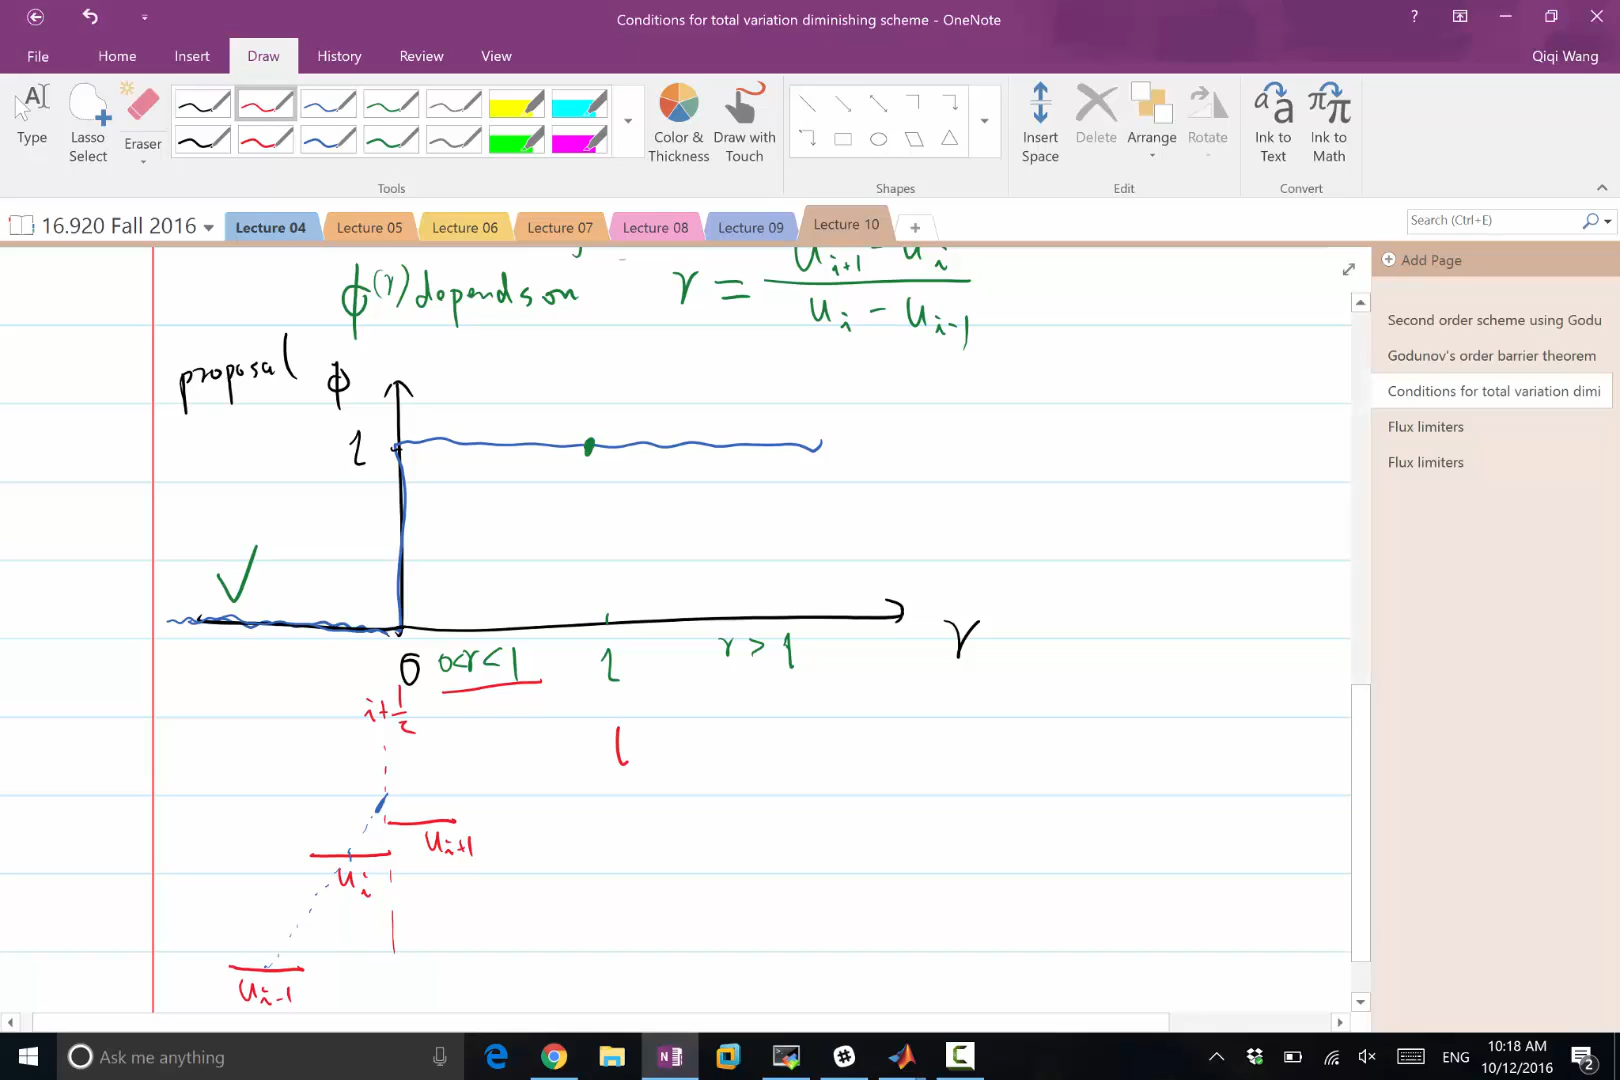 Conditions for total variation diminishing scheme - OneNote
?
File
Home
Insert
Draw
History
Review
View
Qiqi Wang
Type
Lasso Select
Eraser
Color & Thickness
Draw with Touch
Insert Space
Delete
Arrange
Rotate
Ink to Text
Ink to Math
Tools
Shapes
Edit
Convert
16.920 Fall 2016
Lecture 04
Lecture 05
Lecture 06
Lecture 07
Lecture 08
Lecture 09
Lecture 10
+
Search (Ctrl+E)
Add Page
Second order scheme using Godu
Godunov's order barrier theorem
Conditions for total variation dimi
Flux limiters
Flux limiters
ϕ(r) depends on r = (u_{i+1} - u_i) / (u_i - u_{i-1})
proposal ϕ
1
✓
0 0<r<1 1 r > 1 r
i+1/2
u_{i+1}
u_i
u_{i-1}
Ask me anything
ENG
10:18 AM
10/12/2016
2